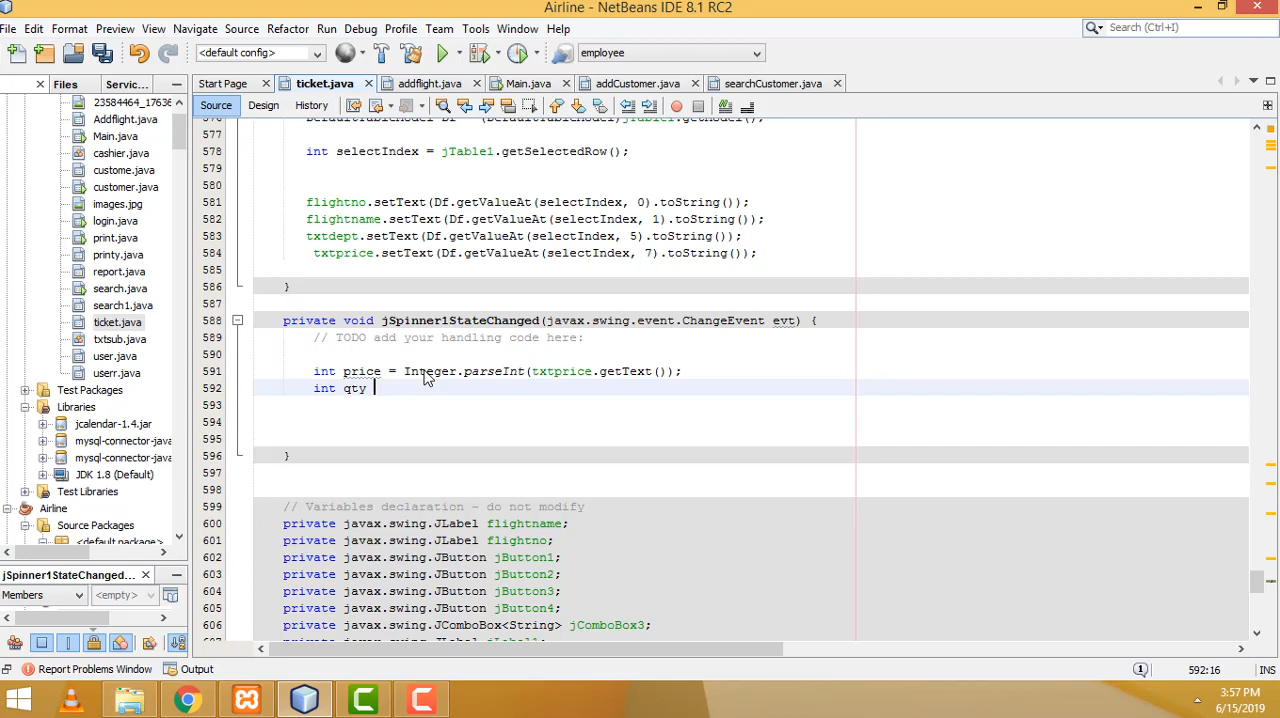 Airline - NetBeans IDE 8.1 RC2
File Edit View Navigate Source Refactor Run Debug Profile Team Tools Window Help
Search (Ctrl+I)
<default config>
employee
Files
Servic...
Start Page
ticket.java
addflight.java
Main.java
addCustomer.java
searchCustomer.java
Source
Design
History
23584464_17636
Addflight.java
Main.java
cashier.java
custome.java
customer.java
images.jpg
login.java
print.java
printy.java
report.java
search.java
search1.java
ticket.java
txtsub.java
user.java
userr.java
Test Packages
Libraries
jcalendar-1.4.jar
mysql-connector-java
mysql-connector-java
JDK 1.8 (Default)
Test Libraries
Airline
Source Packages
<default package>
jSpinner1StateChanged...
Members
<empty>
577
578 int selectIndex = jTable1.getSelectedRow();
579
580
581 flightno.setText(Df.getValueAt(selectIndex, 0).toString());
582 flightname.setText(Df.getValueAt(selectIndex, 1).toString());
583 txtdept.setText(Df.getValueAt(selectIndex, 5).toString());
584 txtprice.setText(Df.getValueAt(selectIndex, 7).toString());
585
586 }
587
588 private void jSpinner1StateChanged(javax.swing.event.ChangeEvent evt) {
589 // TODO add your handling code here:
590
591 int price = Integer.parseInt(txtprice.getText());
592 int qty
593
594
595
596 }
597
598
599 // Variables declaration - do not modify
600 private javax.swing.JLabel flightname;
601 private javax.swing.JLabel flightno;
602 private javax.swing.JButton jButton1;
603 private javax.swing.JButton jButton2;
604 private javax.swing.JButton jButton3;
605 private javax.swing.JButton jButton4;
606 private javax.swing.JComboBox<String> jComboBox3;
Report Problems Window
Output
592:16
INS
3:57 PM
6/15/2019